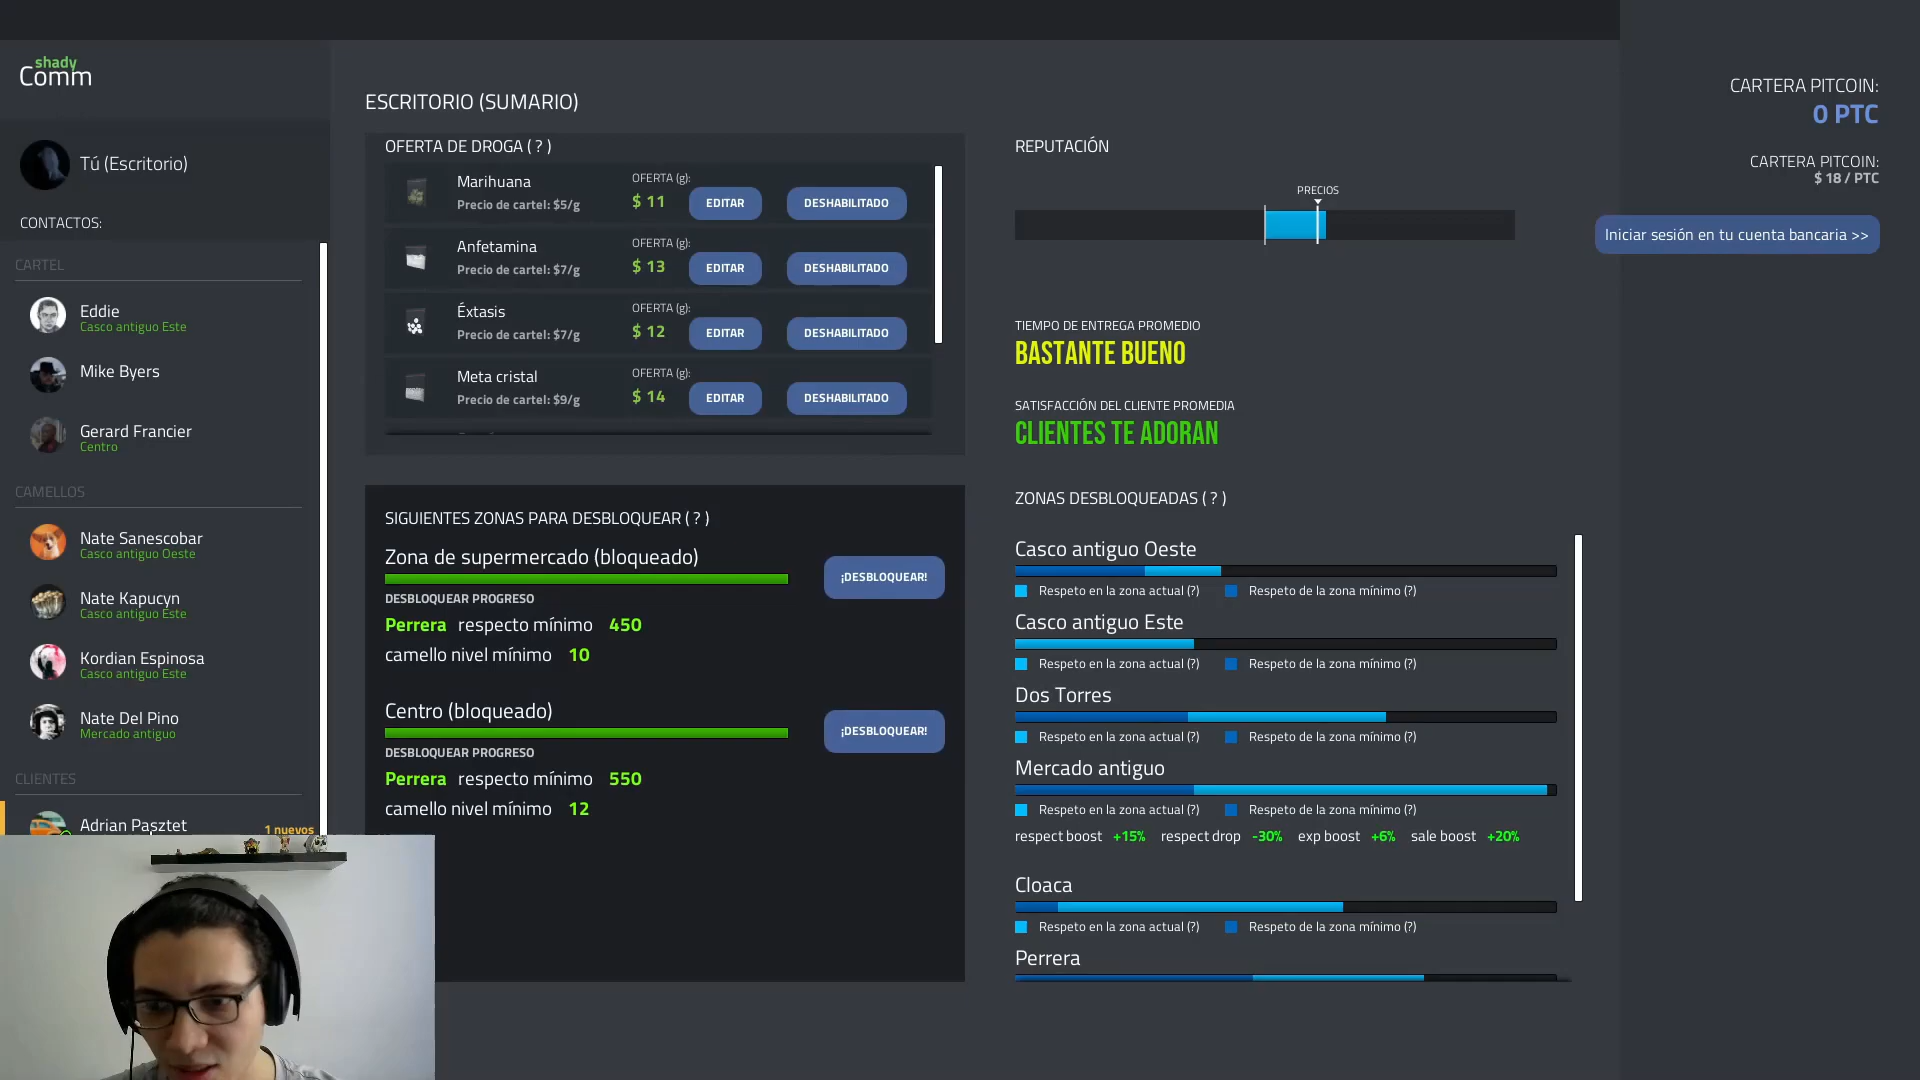 shady
Comm
Tú (Escritorio)
CONTACTOS:
CARTEL
Eddie
Casco antiguo Este
Mike Byers
Gerard Francier
Centro
CAMELLOS
Nate Sanescobar
Casco antiguo Oeste
Nate Kapucyn
Casco antiguo Este
Kordian Espinosa
Casco antiguo Este
Nate Del Pino
Mercado antiguo
CLIENTES
Adrian Pasztet
1 nuevos
ESCRITORIO (SUMARIO)
OFERTA DE DROGA ( ? )
Marihuana
Precio de cartel: $5/g
OFERTA (g):
$ 11
EDITAR
DESHABILITADO
Anfetamina
Precio de cartel: $7/g
OFERTA (g):
$ 13
EDITAR
DESHABILITADO
Éxtasis
Precio de cartel: $7/g
OFERTA (g):
$ 12
EDITAR
DESHABILITADO
Meta cristal
Precio de cartel: $9/g
OFERTA (g):
$ 14
EDITAR
DESHABILITADO
SIGUIENTES ZONAS PARA DESBLOQUEAR ( ? )
Zona de supermercado (bloqueado)
¡DESBLOQUEAR!
DESBLOQUEAR PROGRESO
Perrera respecto mínimo 450
camello nivel mínimo 10
Centro (bloqueado)
¡DESBLOQUEAR!
DESBLOQUEAR PROGRESO
Perrera respecto mínimo 550
camello nivel mínimo 12
REPUTACIÓN
PRECIOS
TIEMPO DE ENTREGA PROMEDIO
BASTANTE BUENO
SATISFACCIÓN DEL CLIENTE PROMEDIA
CLIENTES TE ADORAN
ZONAS DESBLOQUEADAS ( ? )
Casco antiguo Oeste
Respeto en la zona actual (?) Respeto de la zona mínimo (?)
Casco antiguo Este
Respeto en la zona actual (?) Respeto de la zona mínimo (?)
Dos Torres
Respeto en la zona actual (?) Respeto de la zona mínimo (?)
Mercado antiguo
Respeto en la zona actual (?) Respeto de la zona mínimo (?)
respect boost +15% respect drop -30% exp boost +6% sale boost +20%
Cloaca
Respeto en la zona actual (?) Respeto de la zona mínimo (?)
Perrera
CARTERA PITCOIN:
0 PTC
CARTERA PITCOIN:
$ 18 / PTC
Iniciar sesión en tu cuenta bancaria >>